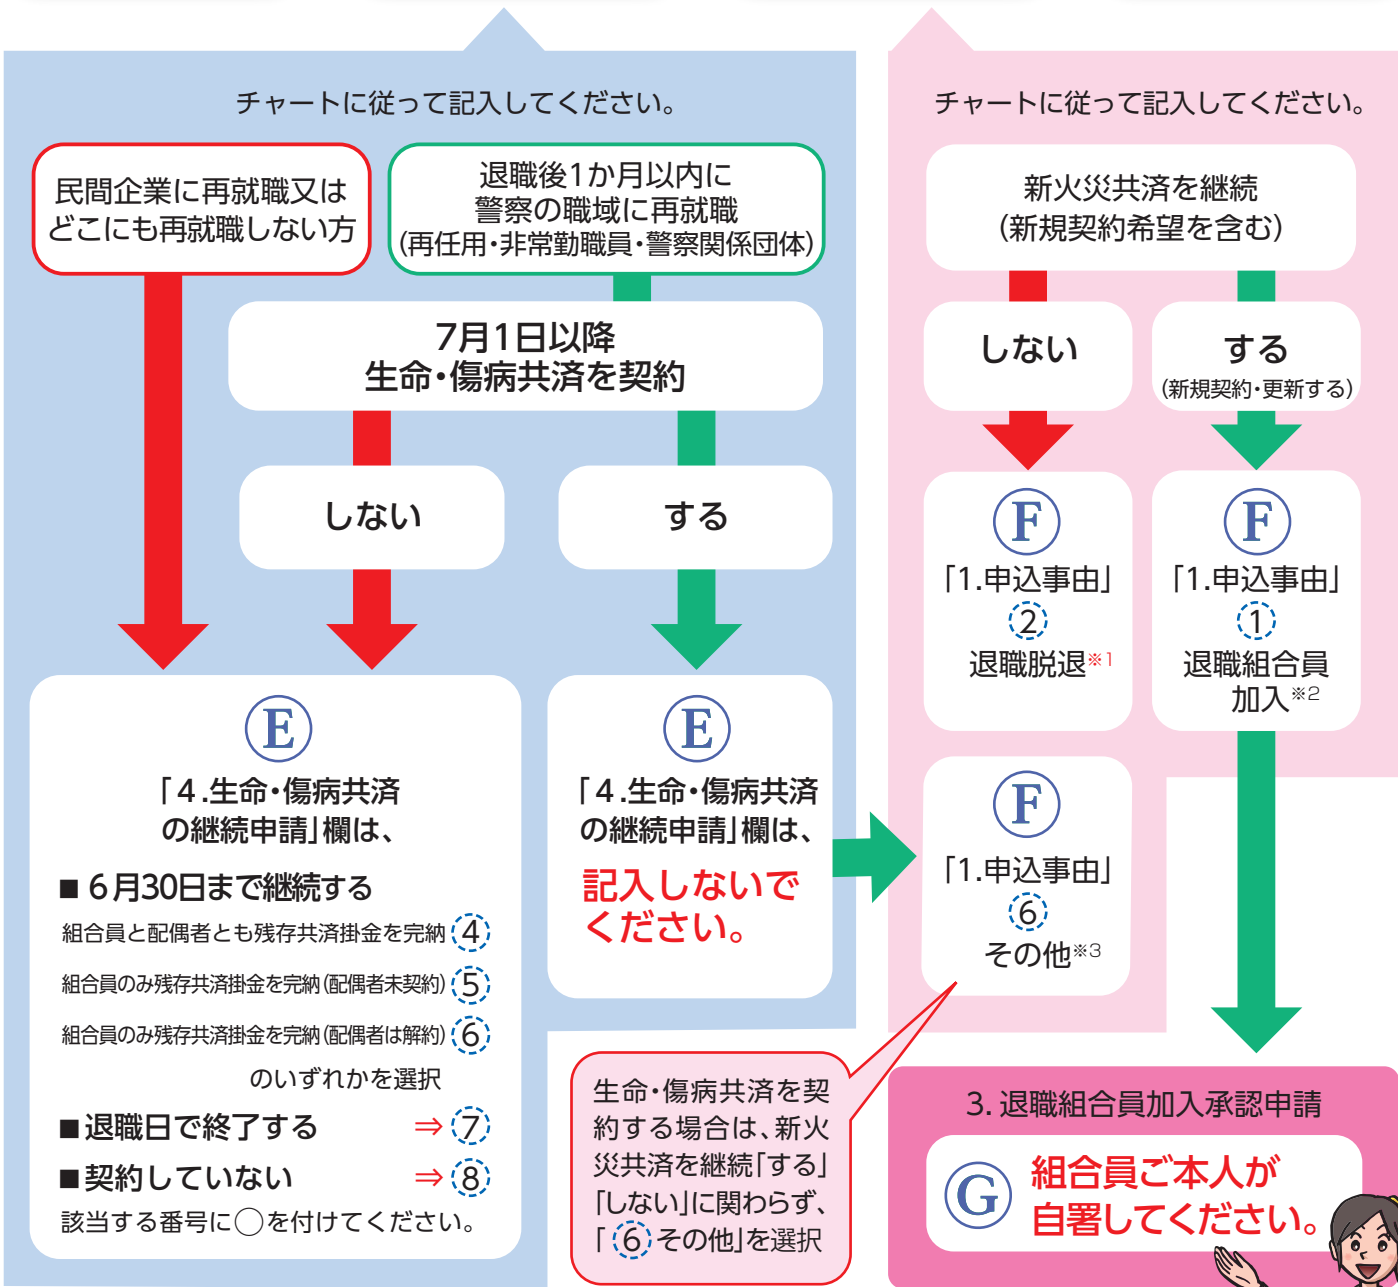 チャートに従って記入してください。
民間企業に再就職又は
どこにも再就職しない方
退職後1か月以内に
警察の職域に再就職
(再任用・非常勤職員・警察関係団体)
7月1日以降
生命・傷病共済を契約
しない
する
E
「4.生命・傷病共済
の継続申請」欄は、
■ 6月30日まで継続する
組合員と配偶者とも残存共済掛金を完納 ④
組合員のみ残存共済掛金を完納(配偶者未契約) ⑤
組合員のみ残存共済掛金を完納(配偶者は解約) ⑥
のいずれかを選択
■ 退職日で終了する ⇒ ⑦
■ 契約していない ⇒ ⑧
該当する番号に○を付けてください。
E
「4.生命・傷病共済
の継続申請」欄は、
記入しないで
ください。
チャートに従って記入してください。
新火災共済を継続
(新規契約希望を含む)
しない
する
(新規契約・更新する)
F
「1.申込事由」
②
退職脱退※1
F
「1.申込事由」
①
退職組合員
加入※2
F
「1.申込事由」
⑥
その他※3
生命・傷病共済を契
約する場合は、新火
災共済を継続「する」
「しない」に関わらず、
「⑥その他」を選択
3. 退職組合員加入承認申請
G
組合員ご本人が
自署してください。